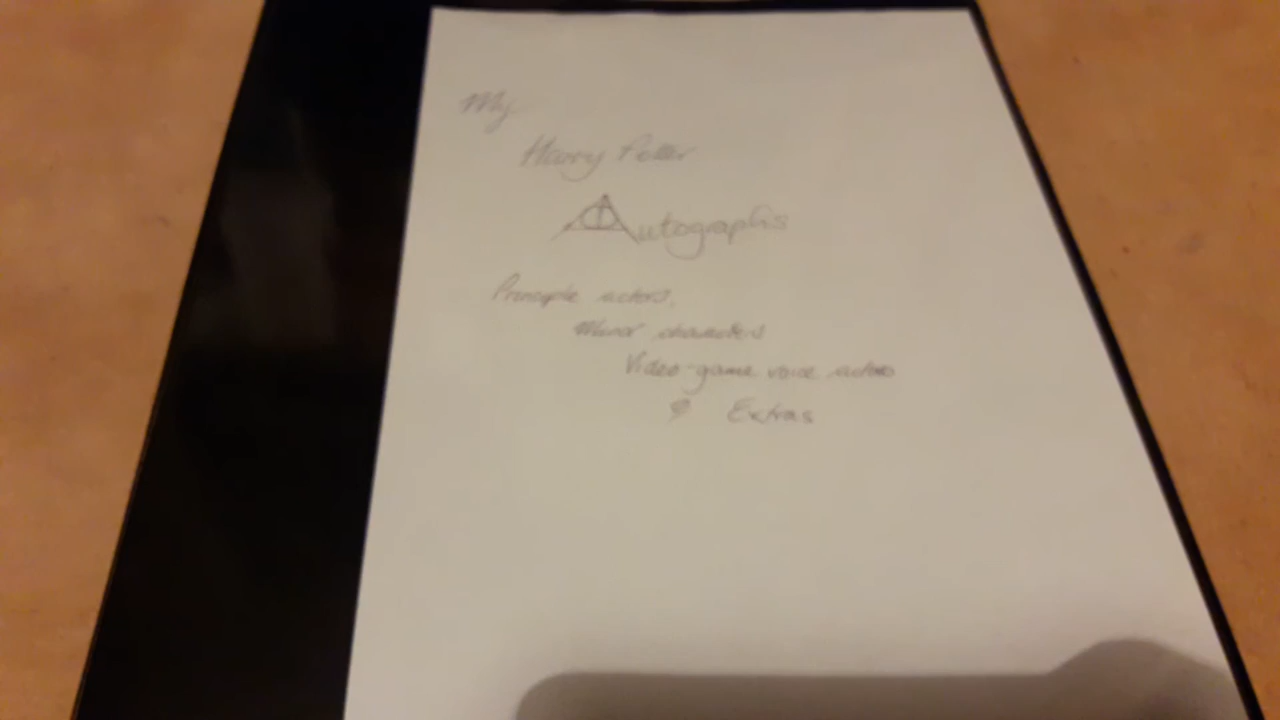 My
Harry Potter
Autographs
Principle actors,
Minor characters
Video-game voice actors
& Extras